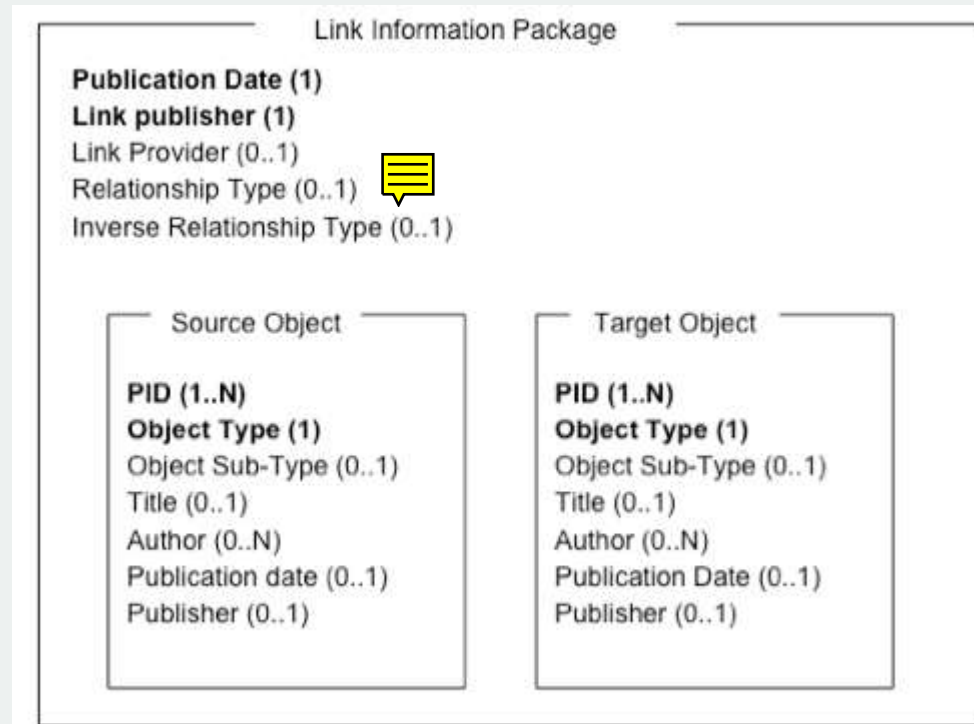 Link Information Package
Publication Date (1)
Link publisher (1)
Link Provider (0..1)
Relationship Type (0..1)
Inverse Relationship Type (0..1)
Source Object
PID (1..N)
Object Type (1)
Object Sub-Type (0..1)
Title (0..1)
Author (0..N)
Publication date (0..1)
Publisher (0..1)
Target Object
PID (1..N)
Object Type (1)
Object Sub-Type (0..1)
Title (0..1)
Author (0..N)
Publication Date (0..1)
Publisher (0..1)